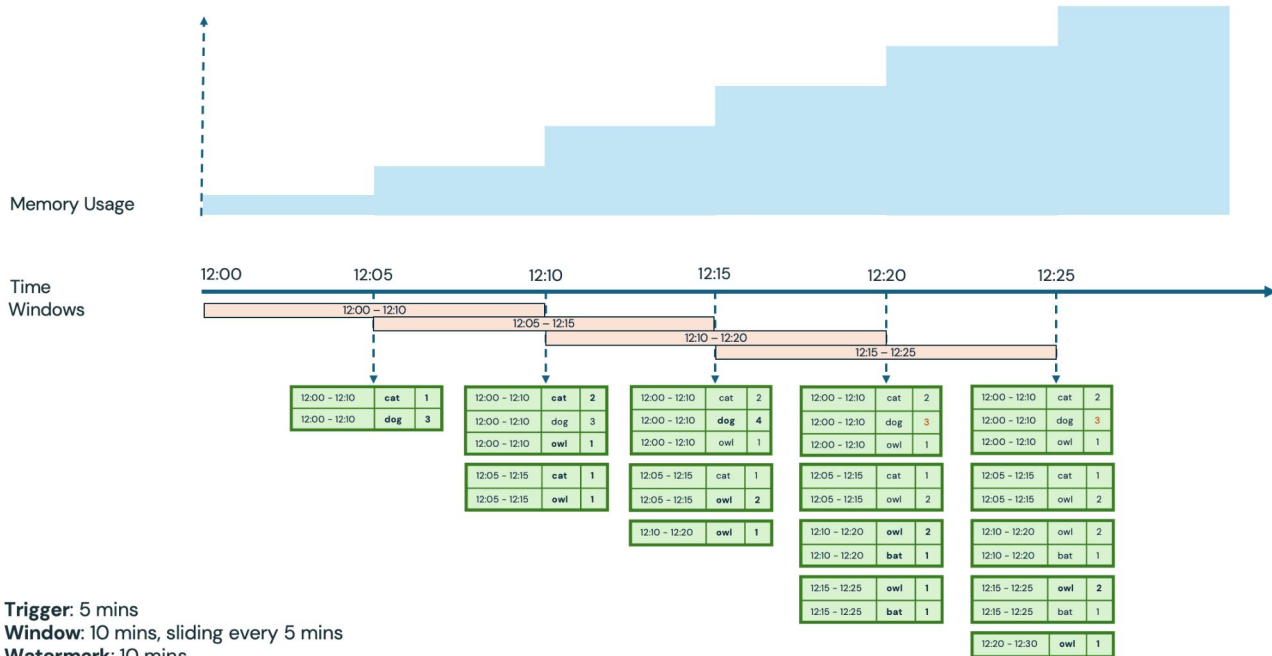 Memory Usage
12:00 12:05 12:10 12:15 12:20 12:25
Time
Windows
12:00 – 12:10
12:05 – 12:15
12:10 – 12:20
12:15 – 12:25
12:00 - 12:10 cat 1
12:00 - 12:10 dog 3
12:00 - 12:10 cat 2
12:00 - 12:10 dog 3
12:00 - 12:10 owl 1
12:05 - 12:15 cat 1
12:05 - 12:15 owl 1
12:00 - 12:10 cat 2
12:00 - 12:10 dog 4
12:00 - 12:10 owl 1
12:05 - 12:15 cat 1
12:05 - 12:15 owl 2
12:10 - 12:20 owl 1
12:00 - 12:10 cat 2
12:00 - 12:10 dog 3
12:00 - 12:10 owl 1
12:05 - 12:15 cat 1
12:05 - 12:15 owl 2
12:10 - 12:20 owl 2
12:10 - 12:20 bat 1
12:15 - 12:25 owl 1
12:15 - 12:25 bat 1
12:00 - 12:10 cat 2
12:00 - 12:10 dog 3
12:00 - 12:10 owl 1
12:05 - 12:15 cat 1
12:05 - 12:15 owl 2
12:10 - 12:20 owl 2
12:10 - 12:20 bat 1
12:15 - 12:25 owl 2
12:15 - 12:25 bat 1
12:20 - 12:30 owl 1
Trigger: 5 mins
Window: 10 mins, sliding every 5 mins
Watermark: 10 mins